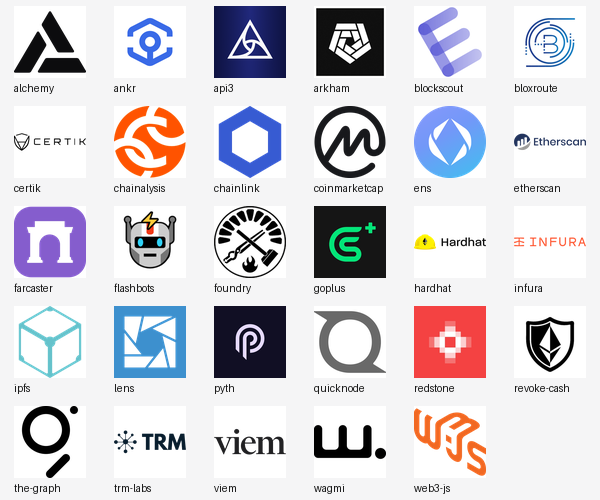 alchemy
ankr
api3
arkham
blockscout
B
bloxroute
CERTIK
certik
chainalysis
chainlink
coinmarketcap
ens
Etherscan
etherscan
farcaster
flashbots
foundry
goplus
Hardhat
hardhat
INFURA
infura
ipfs
lens
pyth
quicknode
redstone
revoke-cash
the-graph
TRM
trm-labs
viem
viem
w.
wagmi
W3JS
web3-js